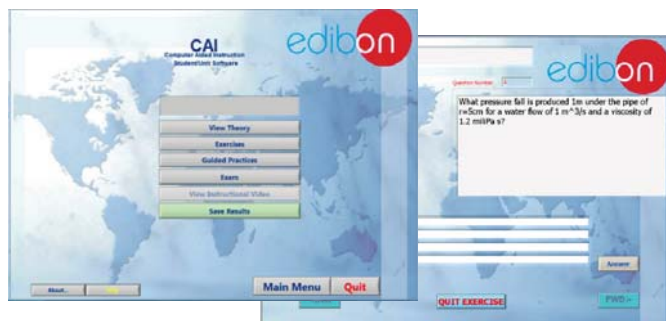 CAI
Computer Aided Instruction
Student/Unit Software
edibon
View Theory
Exercises
Guided Practices
Exam
View Instructional Video
Save Results
About...
Main Menu
Quit
edibon
Question Number
What pressure fall is produced 1m under the pipe of
r=5cm for a water flow of 1 m^3/s and a viscosity of
1.2 miliPa s?
Answer
QUIT EXERCISE
FWD->